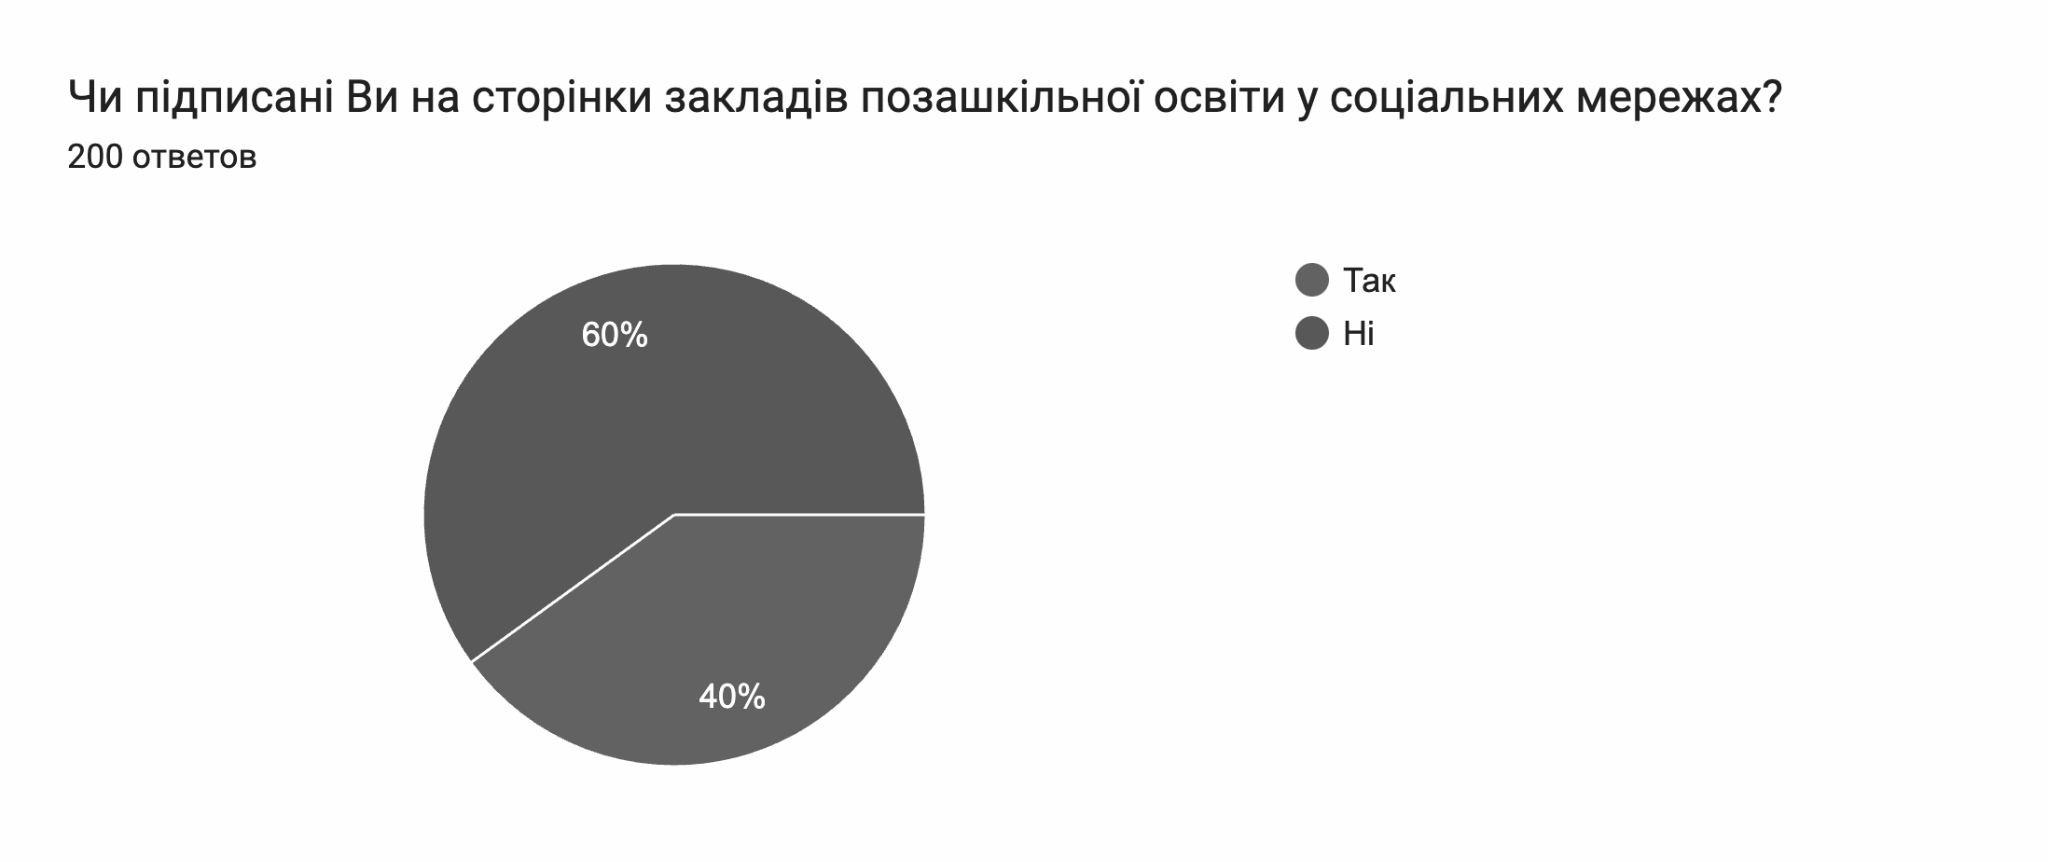 Чи підписані Ви на сторінки закладів позашкільної освіти у соціальних мережах?
200 ответов
Так
Ні
60%
40%